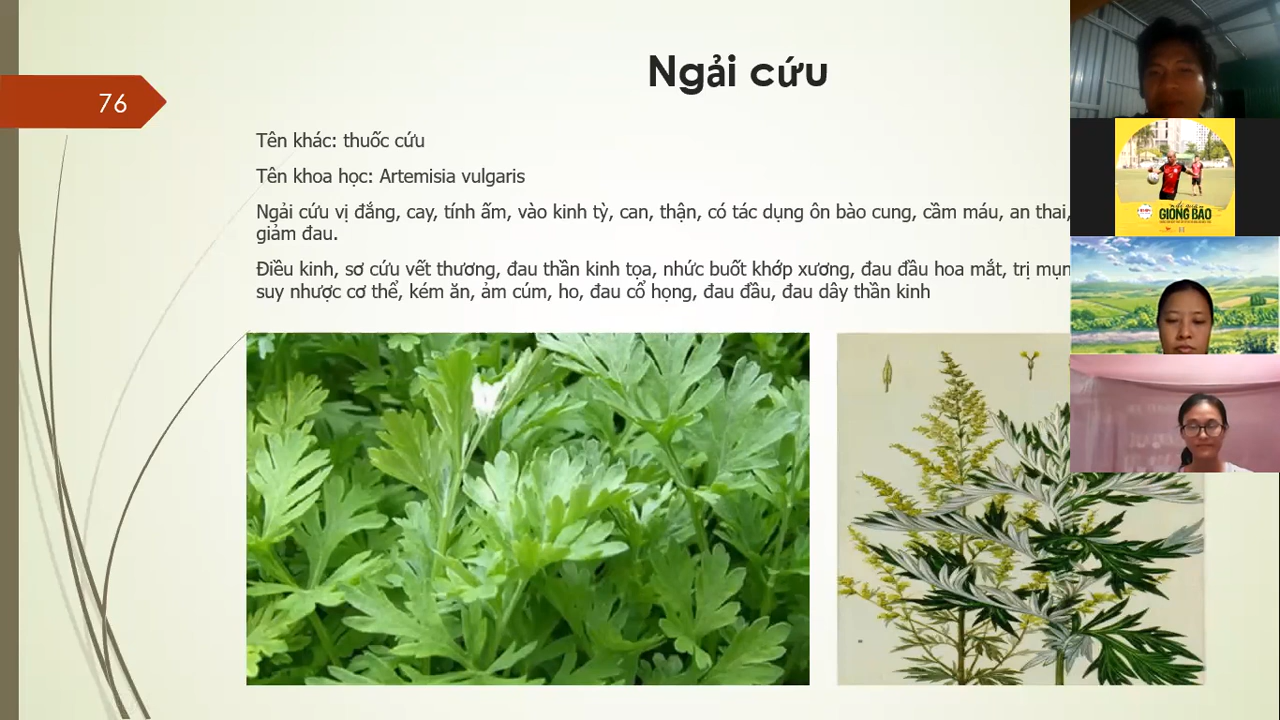 Ngải cứu
76
Tên khác: thuốc cứu
Tên khoa học: Artemisia vulgaris
Ngải cứu vị đắng, cay, tính ấm, vào kinh tỳ, can, thận, có tác dụng ôn bào cung, cầm máu, an thai,
giảm đau.
Điều kinh, sơ cứu vết thương, đau thần kinh tọa, nhức buốt khớp xương, đau đầu hoa mắt, trị mụn
suy nhược cơ thể, kém ăn, ảm cúm, ho, đau cổ họng, đau đầu, đau dây thần kinh
GIÔNG BÃO